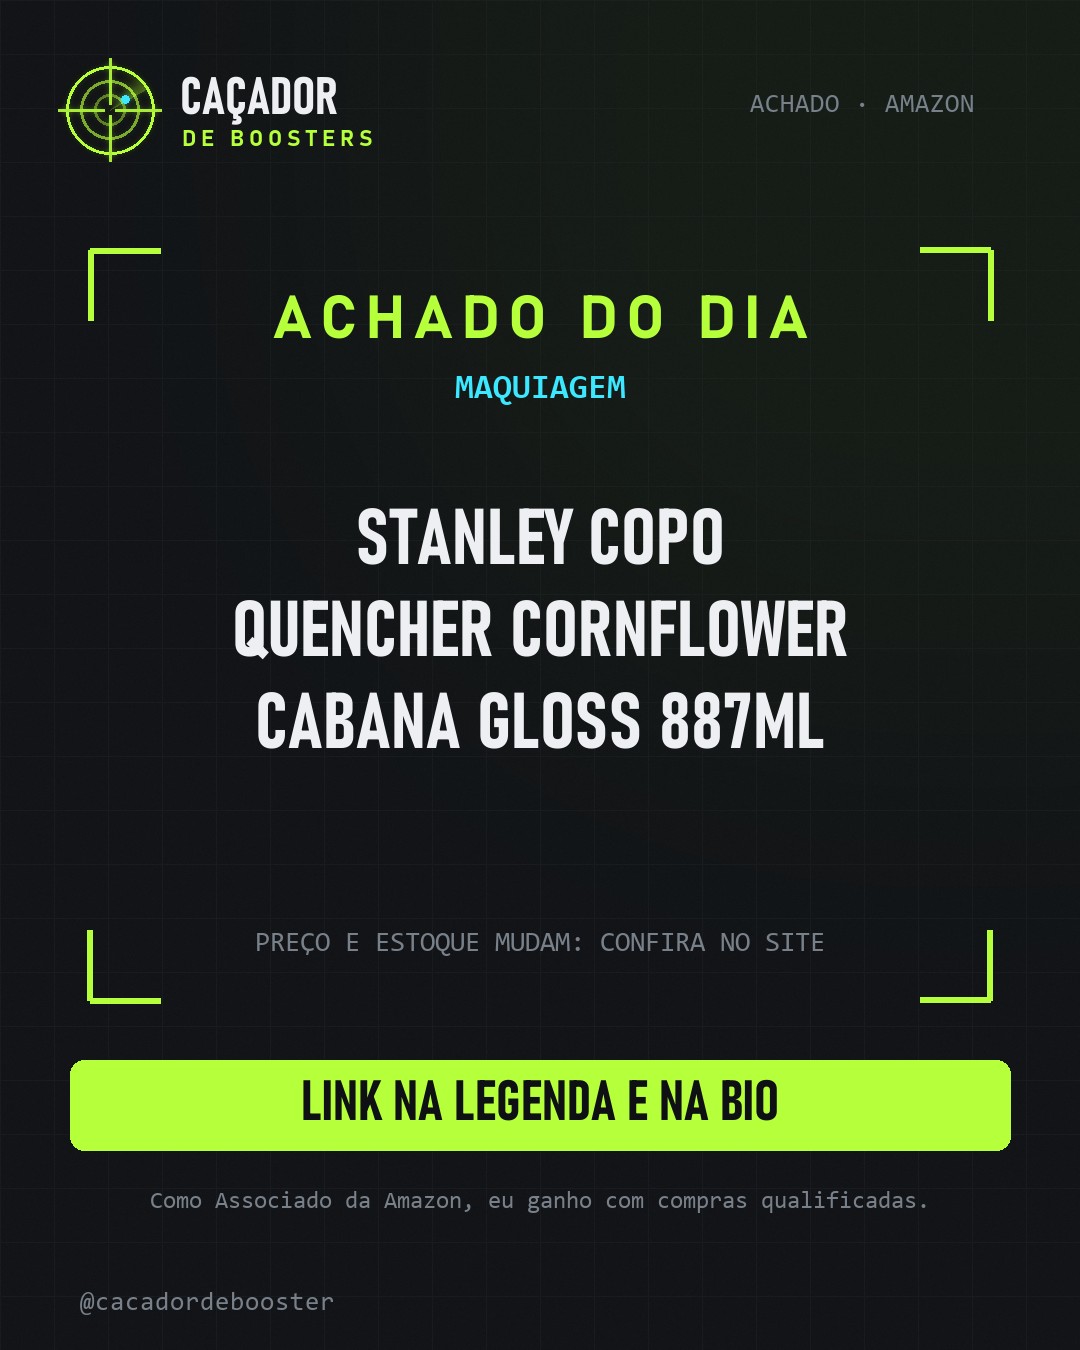 CAÇADOR
DE BOOSTERS
ACHADO · AMAZON
ACHADO DO DIA
MAQUIAGEM
STANLEY COPO
QUENCHER CORNFLOWER
CABANA GLOSS 887ML
PREÇO E ESTOQUE MUDAM: CONFIRA NO SITE
LINK NA LEGENDA E NA BIO
Como Associado da Amazon, eu ganho com compras qualificadas.
@cacadordebooster